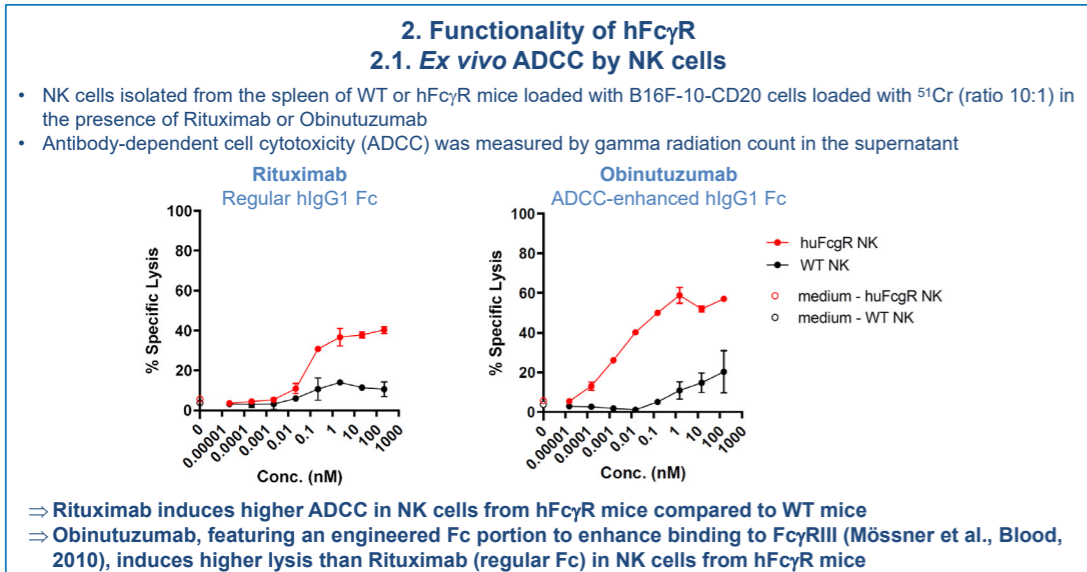 2. Functionality of hFcγR
2.1. Ex vivo ADCC by NK cells
• NK cells isolated from the spleen of WT or hFcγR mice loaded with B16F-10-CD20 cells loaded with ⁵¹Cr (ratio 10:1) in
the presence of Rituximab or Obinutuzumab
• Antibody-dependent cell cytotoxicity (ADCC) was measured by gamma radiation count in the supernatant
Rituximab
Regular hIgG1 Fc
% Specific Lysis
100
80
60
40
20
0
0 0.00001 0.0001 0.001 0.01 0.1 1 10 100 1000
Conc. (nM)
Obinutuzumab
ADCC-enhanced hIgG1 Fc
% Specific Lysis
100
80
60
40
20
0
0 0.00001 0.0001 0.001 0.01 0.1 1 10 100 1000
Conc. (nM)
huFcgR NK
WT NK
medium - huFcgR NK
medium - WT NK
⇒ Rituximab induces higher ADCC in NK cells from hFcγR mice compared to WT mice
⇒ Obinutuzumab, featuring an engineered Fc portion to enhance binding to FcγRIII (Mössner et al., Blood,
2010), induces higher lysis than Rituximab (regular Fc) in NK cells from hFcγR mice